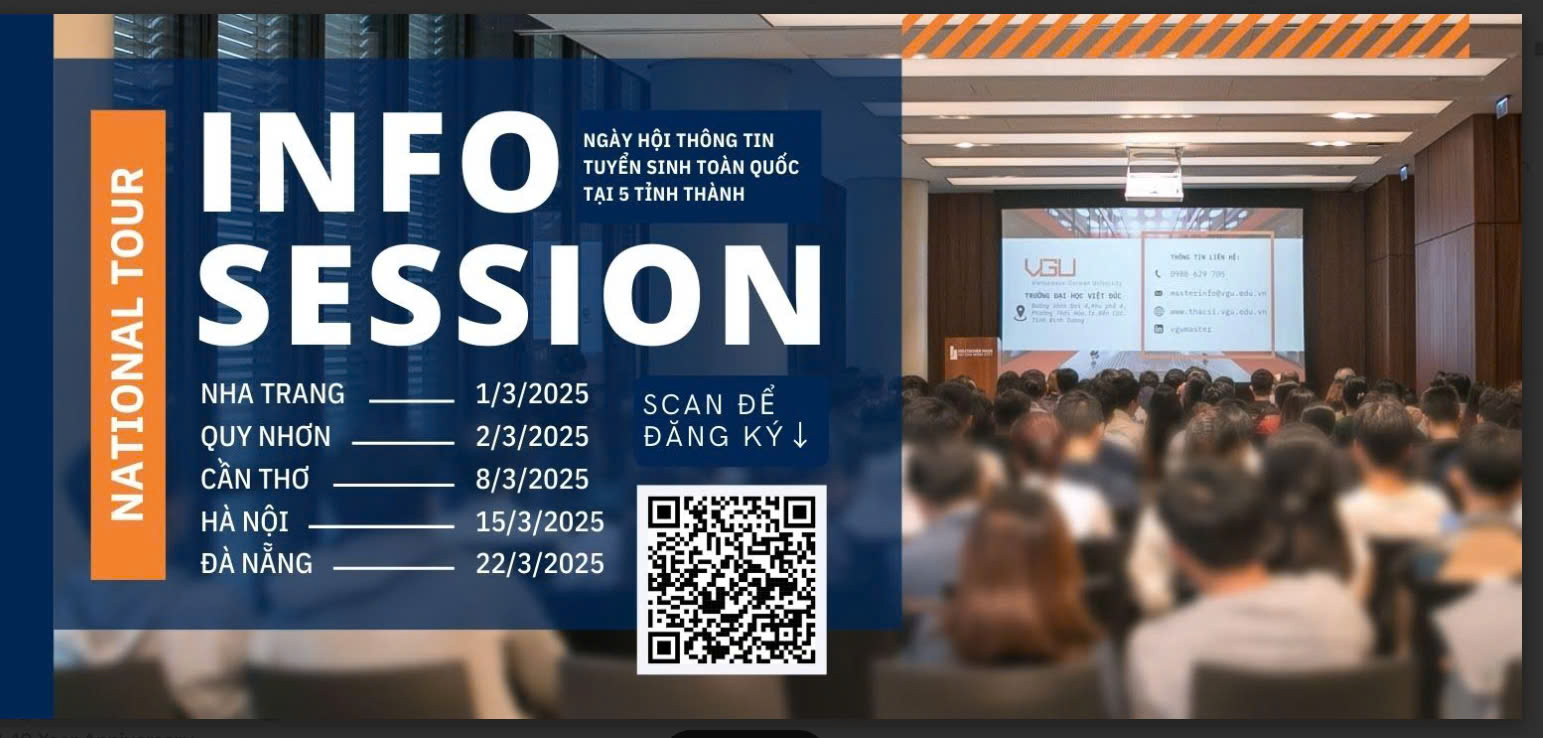 NATIONAL TOUR
INFO
SESSION
NGÀY HỘI THÔNG TIN
TUYỂN SINH TOÀN QUỐC
TẠI 5 TỈNH THÀNH
NHA TRANG 1/3/2025
QUY NHƠN 2/3/2025
CẦN THƠ 8/3/2025
HÀ NỘI 15/3/2025
ĐÀ NẴNG 22/3/2025
SCAN ĐỂ
ĐĂNG KÝ ↓
VGU
Vietnamese-German University
TRƯỜNG ĐẠI HỌC VIỆT ĐỨC
THÔNG TIN LIÊN HỆ:
0988 629 705
masterinfo@vgu.edu.vn
www.thacsi.vgu.edu.vn
vgumaster